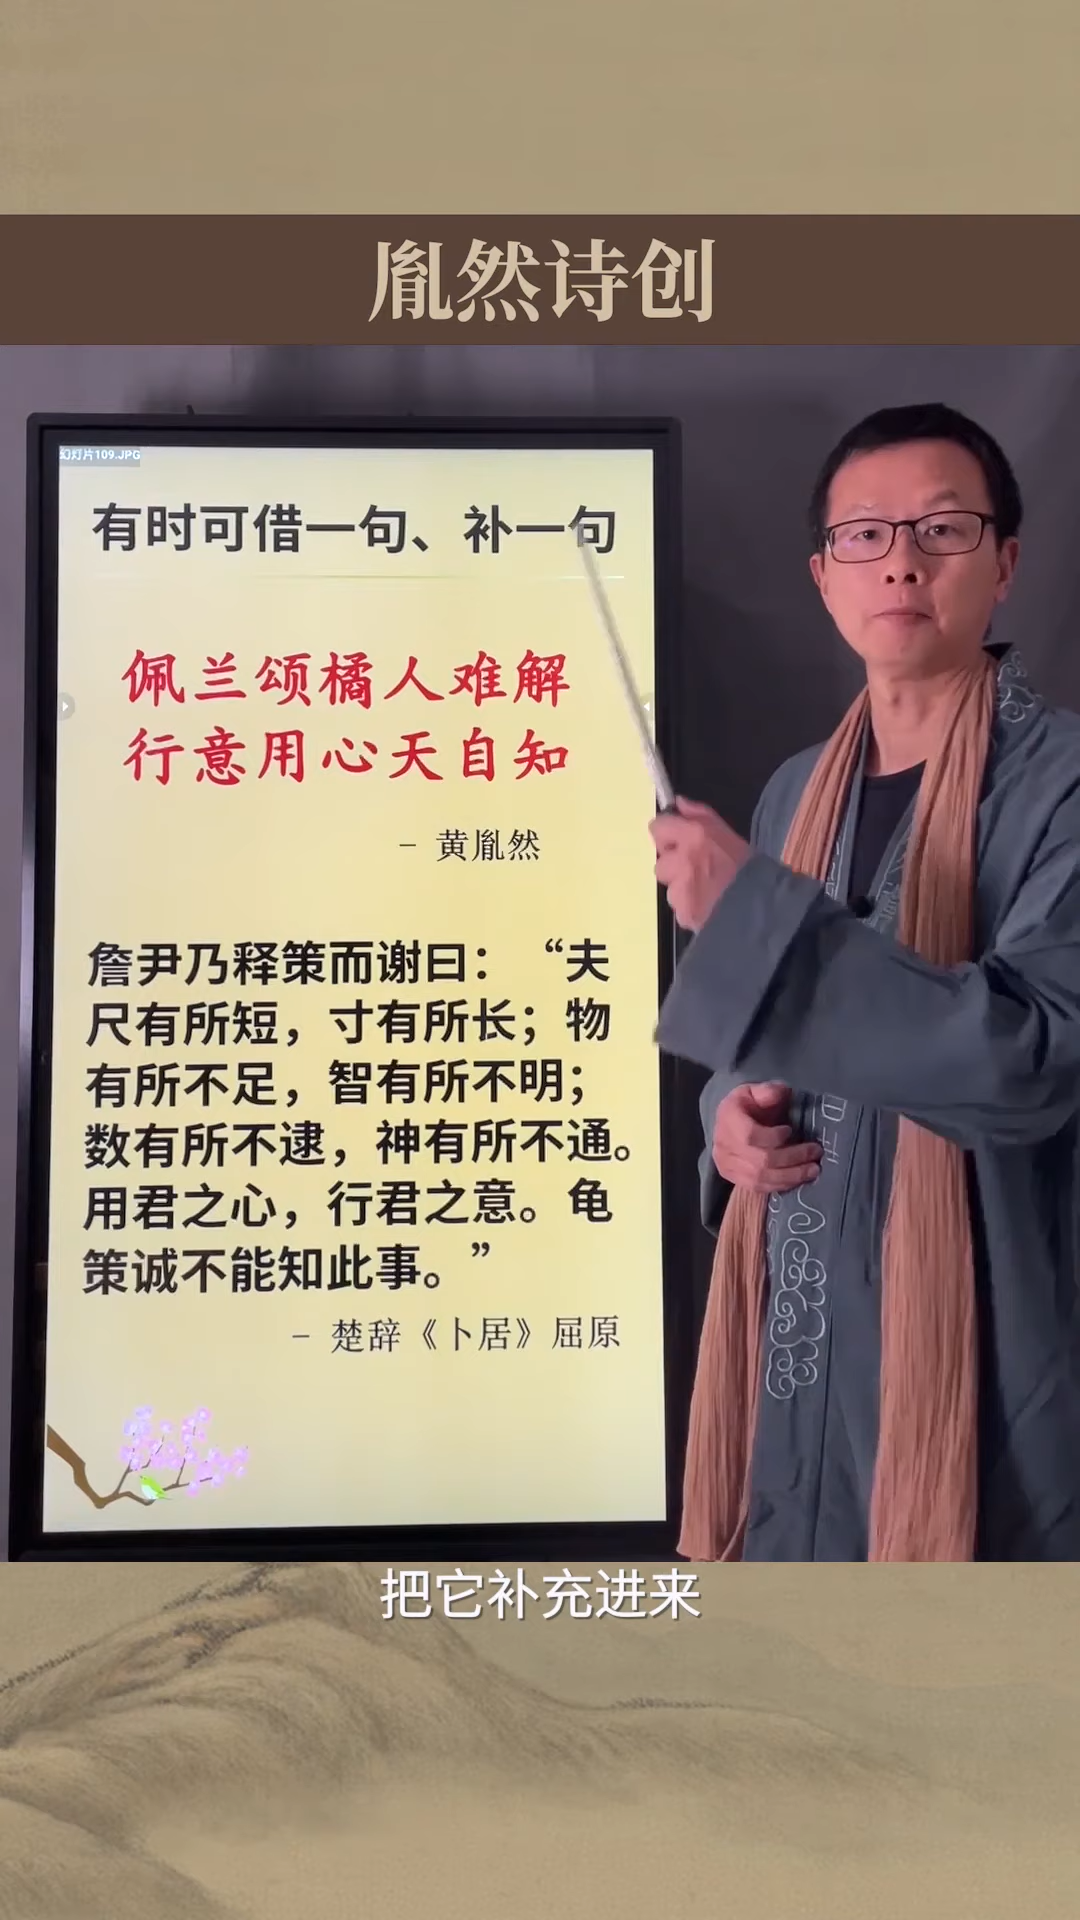 胤然诗创
幻灯片109.JPG
有时可借一句、补一句
佩兰颂橘人难解
行意用心天自知
– 黄胤然
詹尹乃释策而谢曰：“夫
尺有所短，寸有所长；物
有所不足，智有所不明；
数有所不逮，神有所不通。
用君之心，行君之意。龟
策诚不能知此事。”
– 楚辞《卜居》屈原
把它补充进来